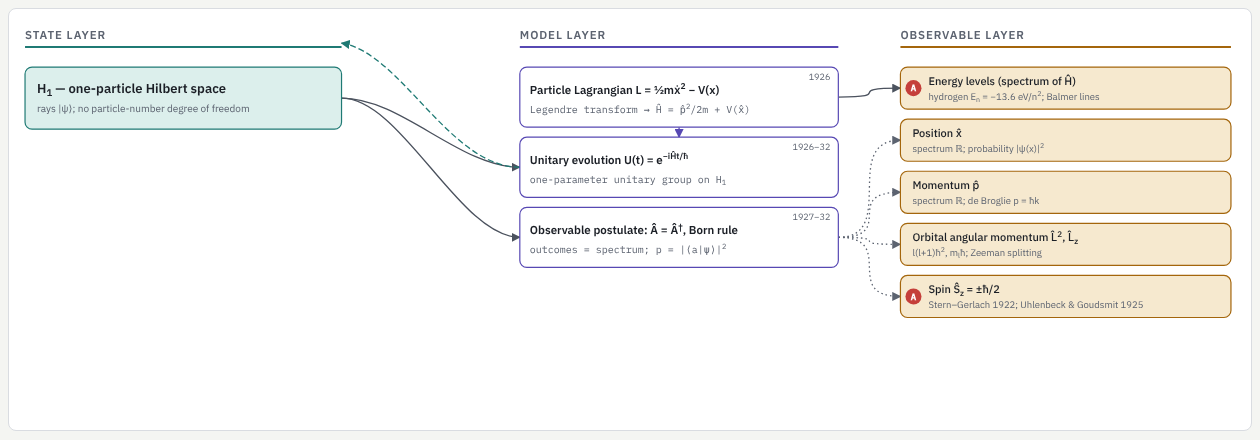 STATE LAYER
H₁ — one-particle Hilbert space
rays |ψ⟩; no particle-number degree of freedom
MODEL LAYER
1926
Particle Lagrangian L = ½mẋ² − V(x)
Legendre transform → Ĥ = p̂²/2m + V(x̂)
1926–32
Unitary evolution U(t) = e^−iĤt/ħ
one-parameter unitary group on H₁
1927–32
Observable postulate: Â = Â†, Born rule
outcomes = spectrum; p = |⟨a|ψ⟩|²
OBSERVABLE LAYER
A
Energy levels (spectrum of Ĥ)
hydrogen Eₙ = −13.6 eV/n²; Balmer lines
Position x̂
spectrum ℝ; probability |ψ(x)|²
Momentum p̂
spectrum ℝ; de Broglie p = ħk
Orbital angular momentum L̂², L̂_z
l(l+1)ħ², mₗħ; Zeeman splitting
A
Spin Ŝ_z = ±ħ/2
Stern–Gerlach 1922; Uhlenbeck & Goudsmit 1925